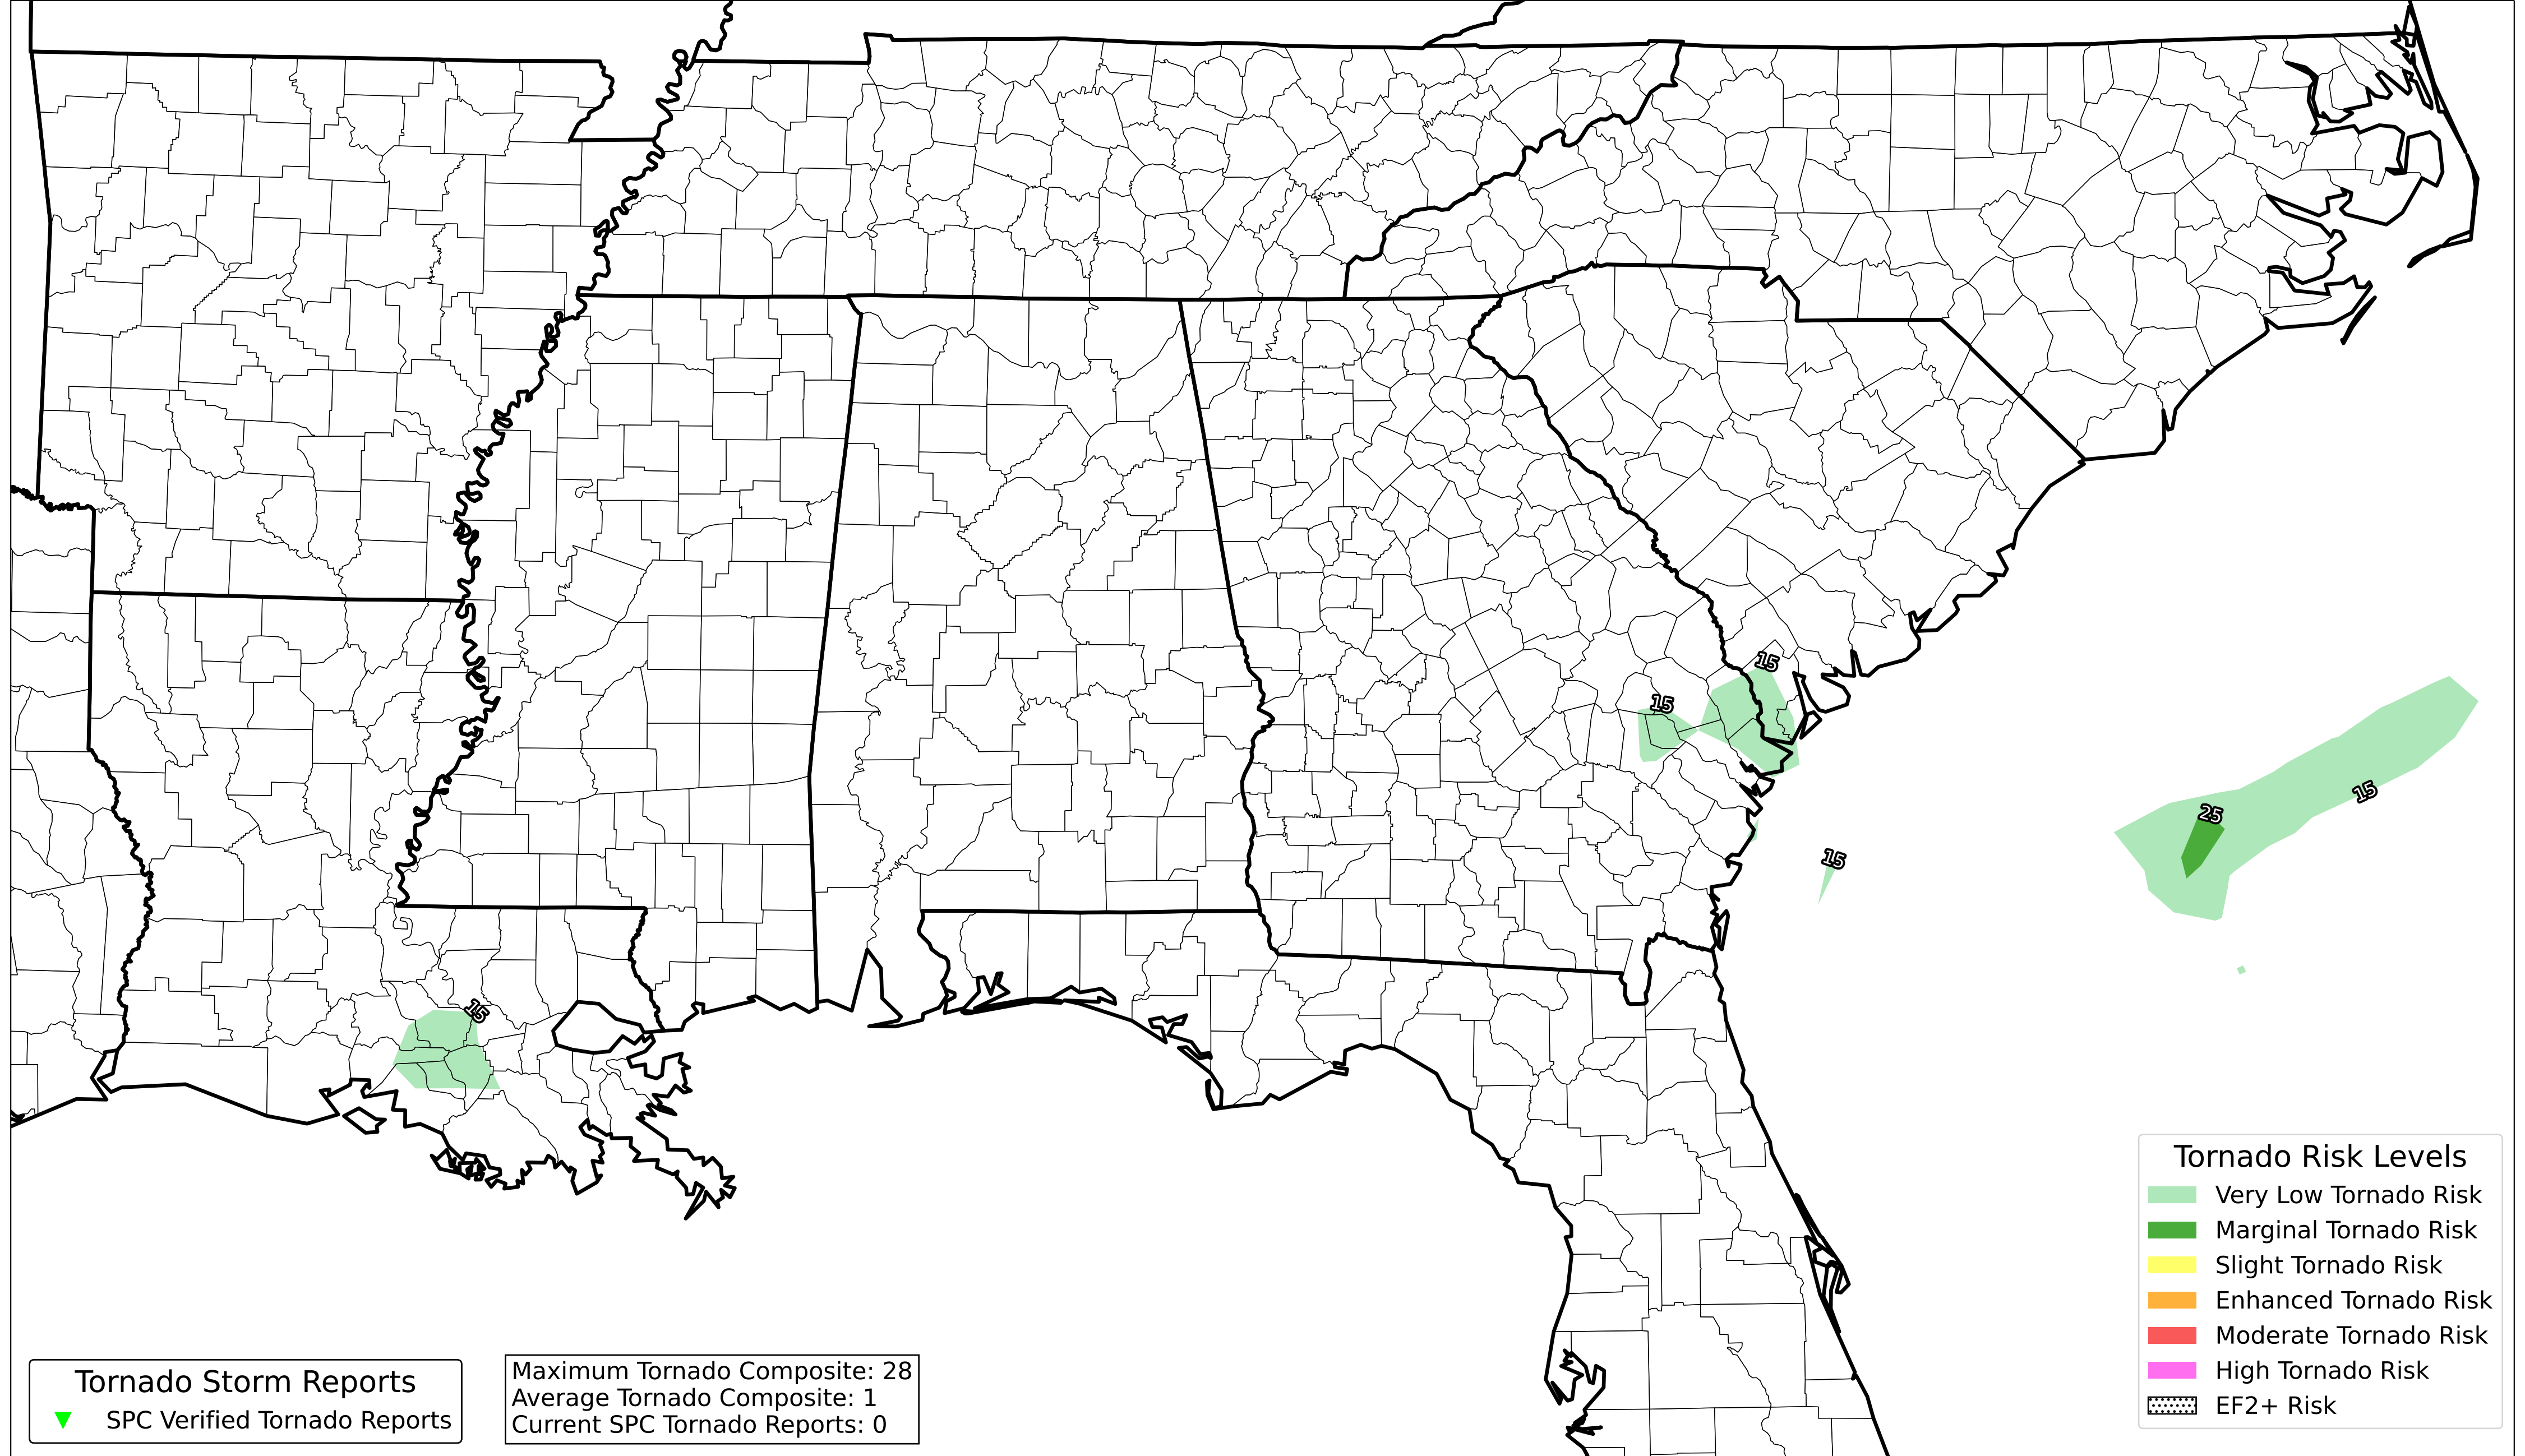 15
15
15
25
15
15
Tornado Risk Levels
Very Low Tornado Risk
Marginal Tornado Risk
Slight Tornado Risk
Enhanced Tornado Risk
Moderate Tornado Risk
High Tornado Risk
EF2+ Risk
Tornado Storm Reports
SPC Verified Tornado Reports
Maximum Tornado Composite: 28
Average Tornado Composite: 1
Current SPC Tornado Reports: 0